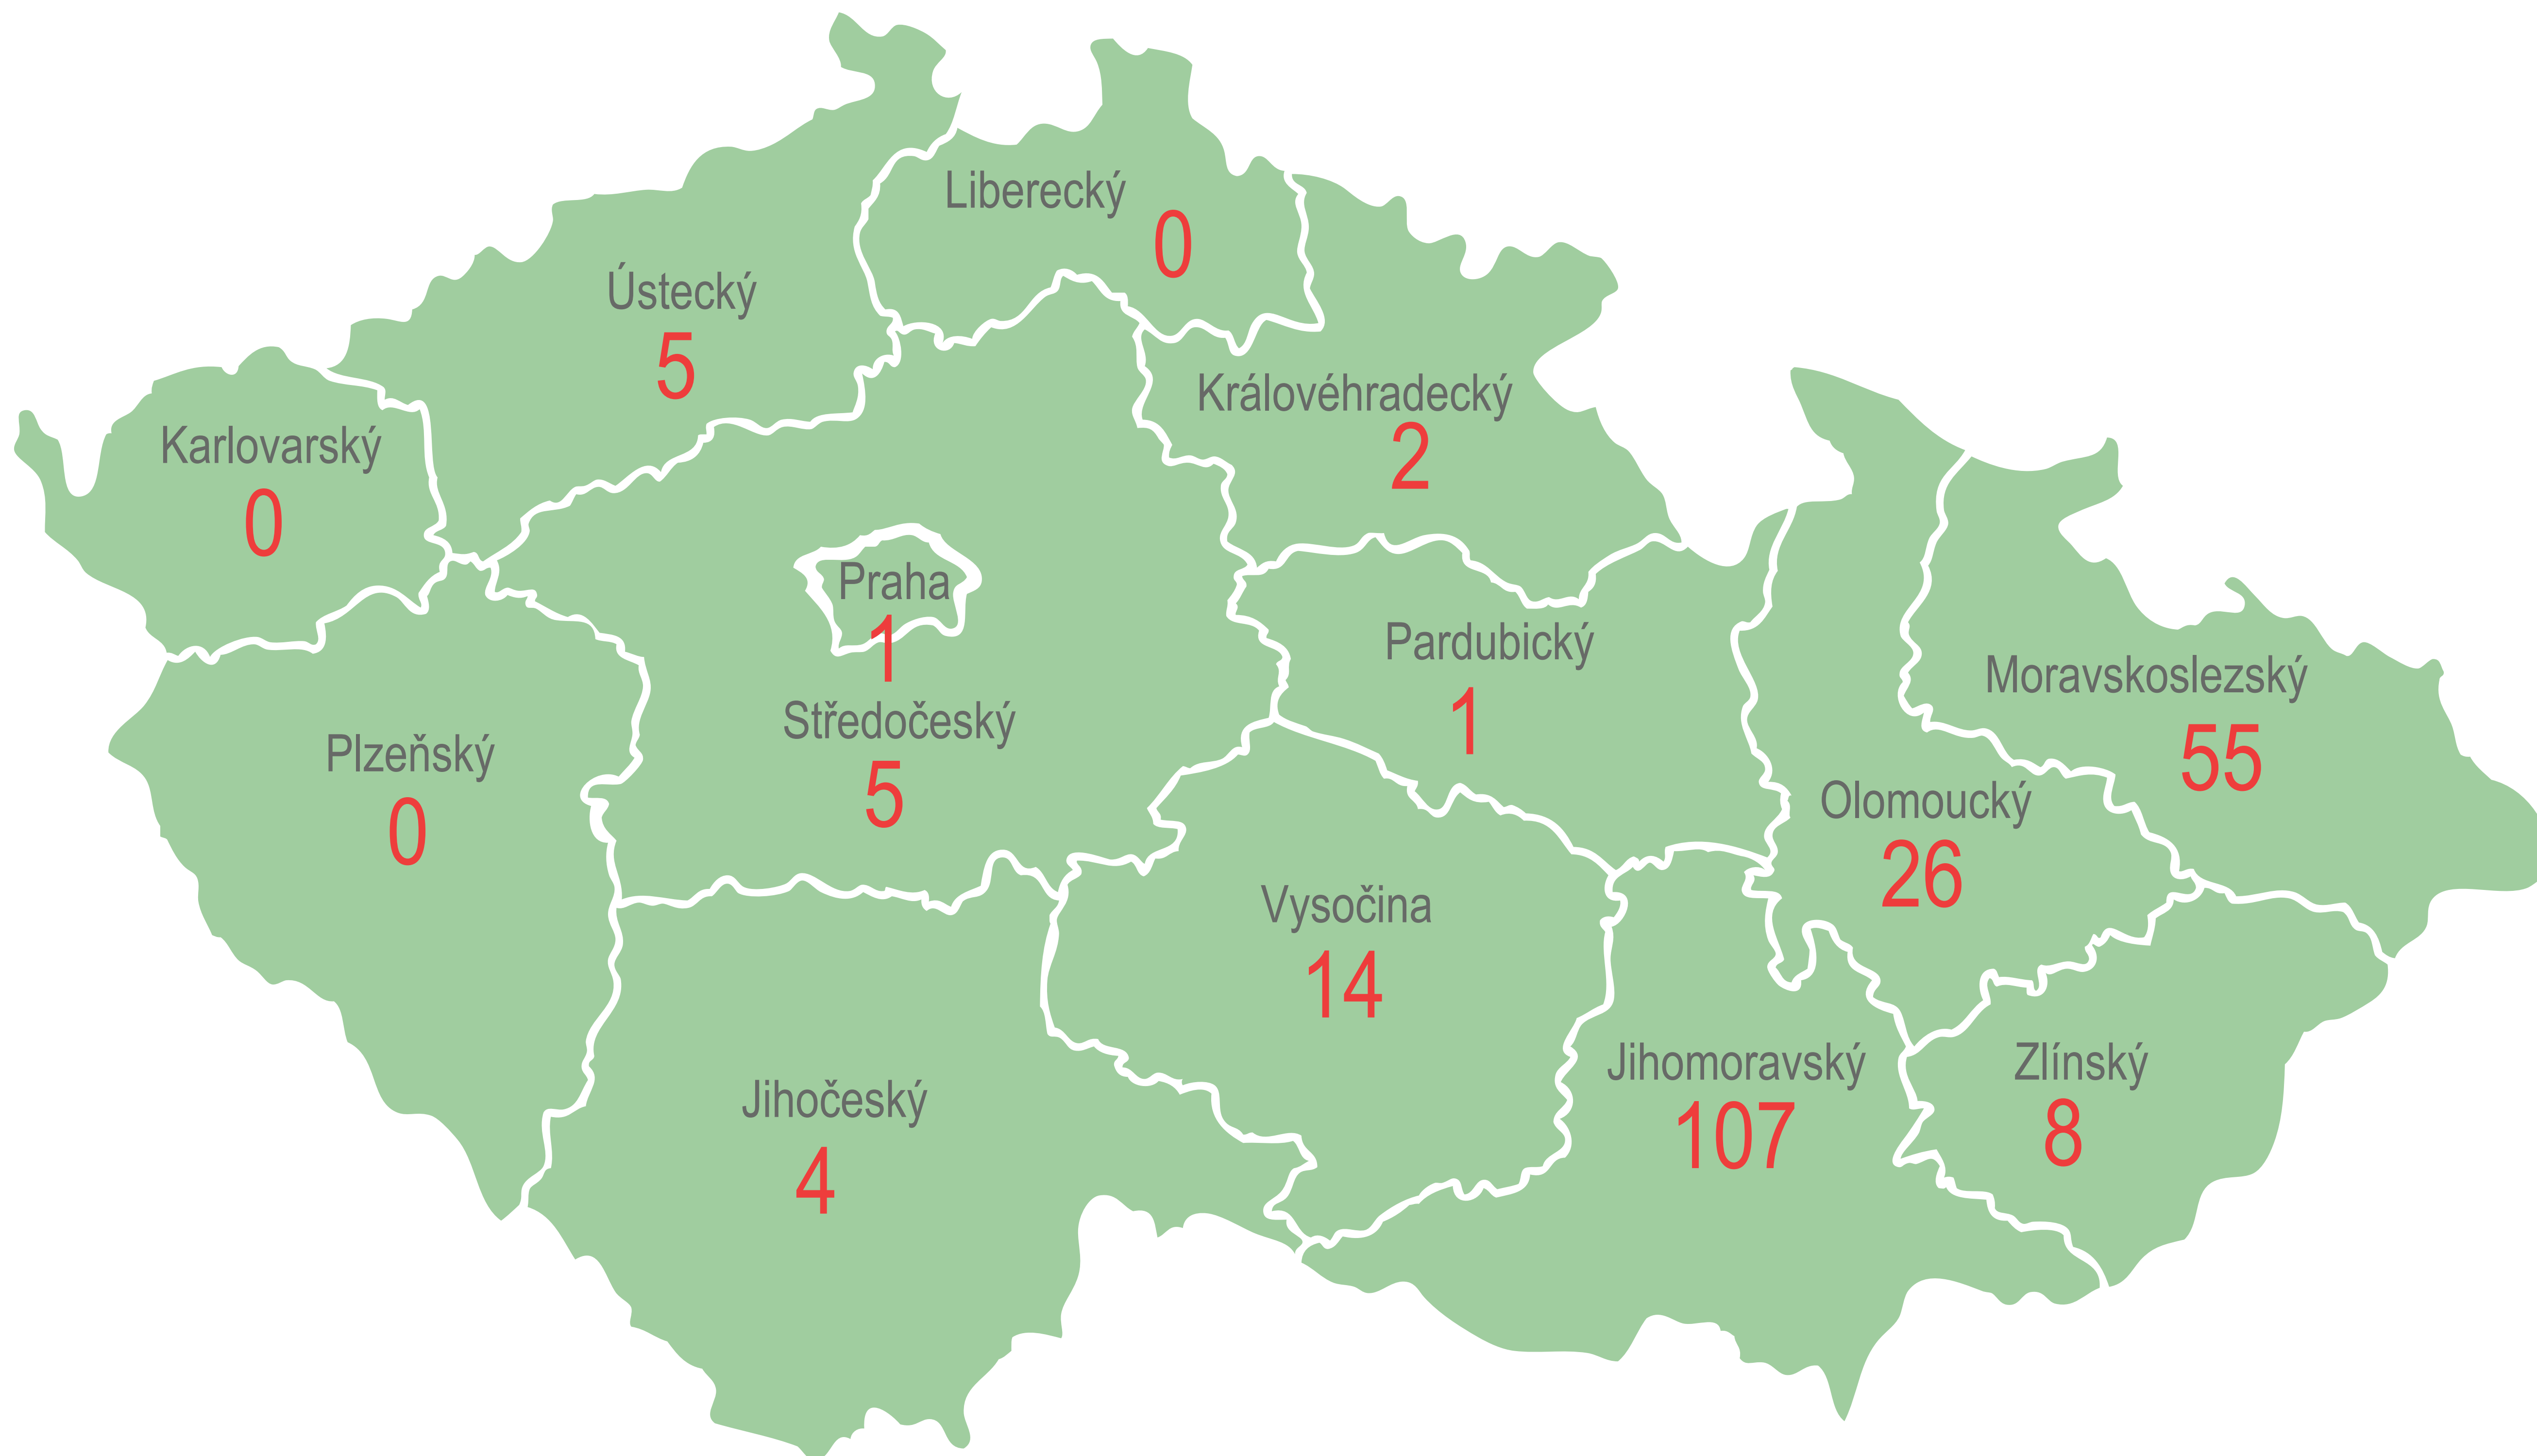 Liberecký
0
Ústecký
5
Královéhradecký
2
Karlovarský
0
Praha
1
Pardubický
1
Moravskoslezský
55
Středočeský
5
Plzeňský
0
Olomoucký
26
Vysočina
14
Jihomoravský
107
Zlínský
8
Jihočeský
4